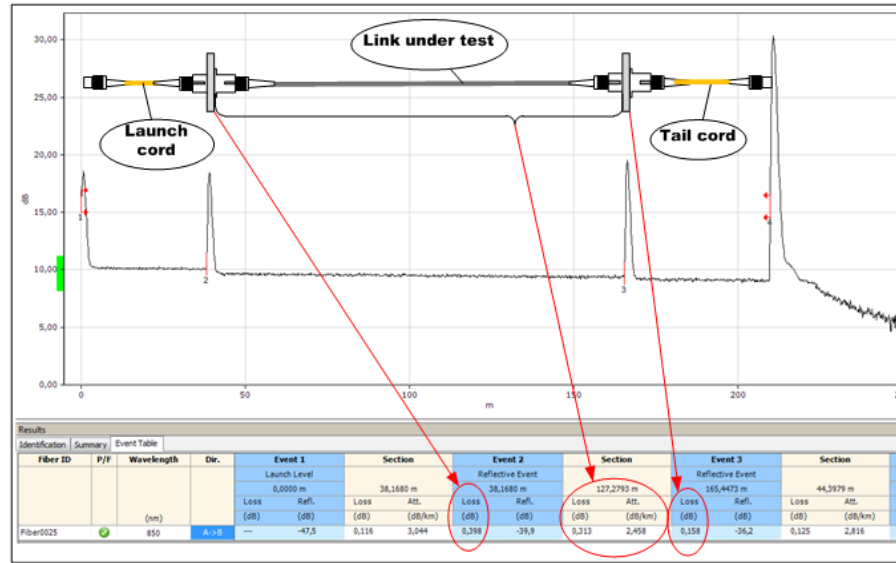 30,00
25,00
20,00
15,00
10,00
5,00
0,00
dB
Link under test
Launch
cord
Tail cord
1
2
3
0
50
100
150
200
m
Results
Identification Summary Event Table
Fiber ID P/F Wavelength Dir. Event 1 Section Event 2 Section Event 3 Section
Launch Level Reflective Event Reflective Event
0,0000 m 38,1680 m 38,1680 m 127,2793 m 165,4473 m 44,3979 m
Loss Refl. Loss Att. Loss Refl. Loss Att. Loss Refl. Loss Att.
(nm) (dB) (dB) (dB) (dB/km) (dB) (dB) (dB) (dB/km) (dB) (dB) (dB) (dB/km)
Fiber0025 850 A->B --- -47,5 0,116 3,044 0,398 -39,9 0,313 2,458 0,158 -36,2 0,125 2,816